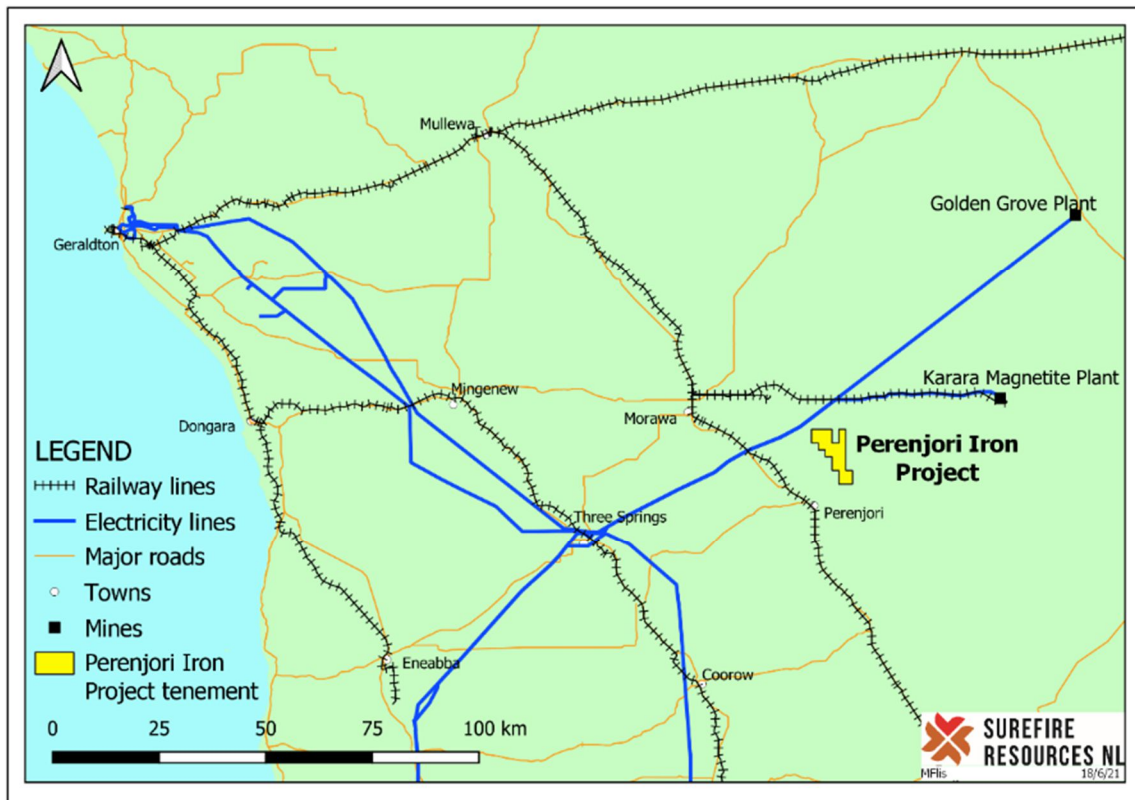 Mullewa
Golden Grove Plant
Geraldton
Karara Magnetite Plant
Mingenew
Morawa
Dongara
Perenjori Iron
Project
Perenjori
Three Springs
Eneabba
Coorow
LEGEND
Railway lines
Electricity lines
Major roads
Towns
Mines
Perenjori Iron
Project tenement
0 25 50 75 100 km
SUREFIRE
RESOURCES NL
MFlis 18/6/21